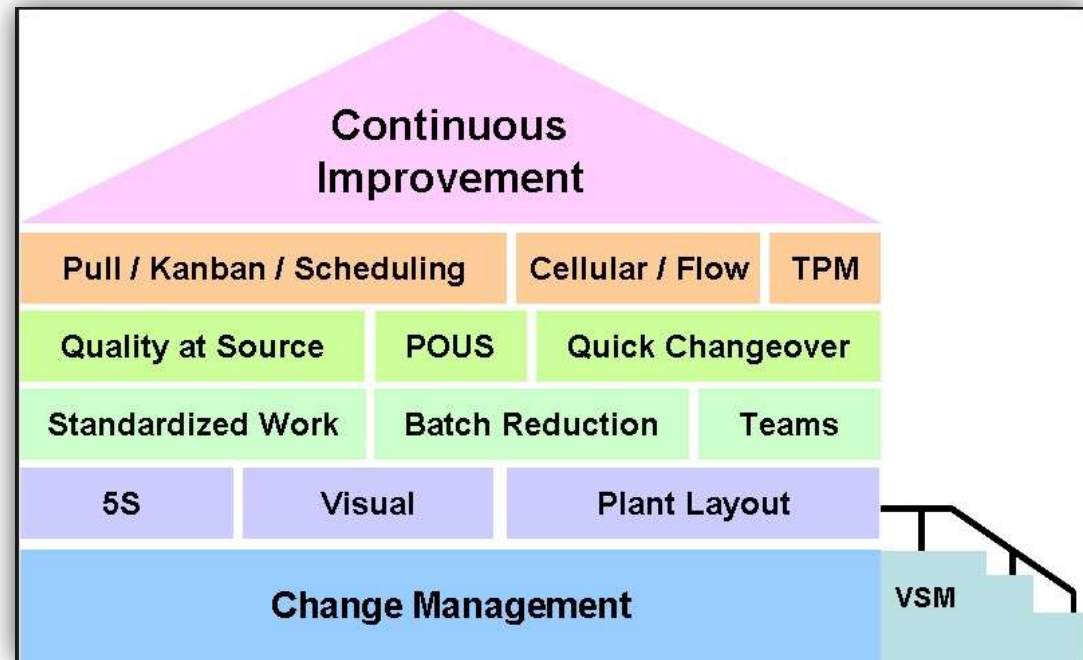 Continuous
Improvement
Pull / Kanban / Scheduling
Cellular / Flow
TPM
Quality at Source
POUS
Quick Changeover
Standardized Work
Batch Reduction
Teams
5S
Visual
Plant Layout
Change Management
VSM